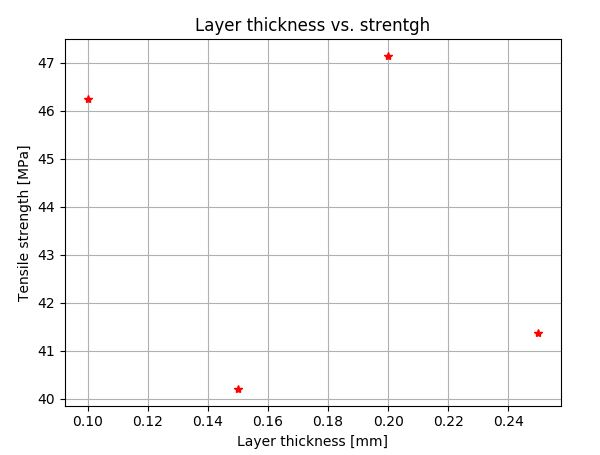 Layer thickness vs. strentgh
47
46
45
44
43
42
41
40
Tensile strength [MPa]
0.10 0.12 0.14 0.16 0.18 0.20 0.22 0.24
Layer thickness [mm]